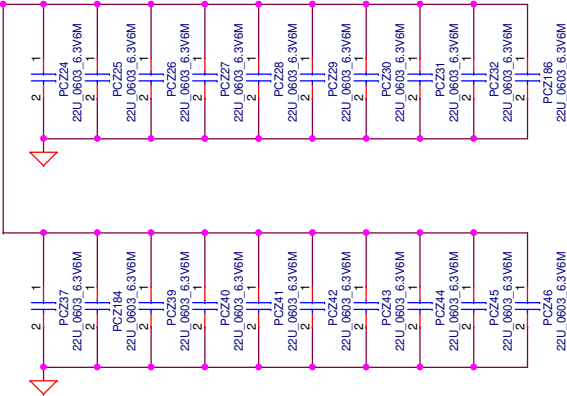 1
2
PCZ24
22U_0603_6.3V6M
1
2
PCZ25
22U_0603_6.3V6M
1
2
PCZ26
22U_0603_6.3V6M
1
2
PCZ27
22U_0603_6.3V6M
1
2
PCZ28
22U_0603_6.3V6M
1
2
PCZ29
22U_0603_6.3V6M
1
2
PCZ30
22U_0603_6.3V6M
1
2
PCZ31
22U_0603_6.3V6M
1
2
PCZ32
22U_0603_6.3V6M
1
2
PCZ186
22U_0603_6.3V6M
1
2
PCZ37
22U_0603_6.3V6M
1
2
PCZ184
22U_0603_6.3V6M
1
2
PCZ39
22U_0603_6.3V6M
1
2
PCZ40
22U_0603_6.3V6M
1
2
PCZ41
22U_0603_6.3V6M
1
2
PCZ42
22U_0603_6.3V6M
1
2
PCZ43
22U_0603_6.3V6M
1
2
PCZ44
22U_0603_6.3V6M
1
2
PCZ45
22U_0603_6.3V6M
1
2
PCZ46
22U_0603_6.3V6M